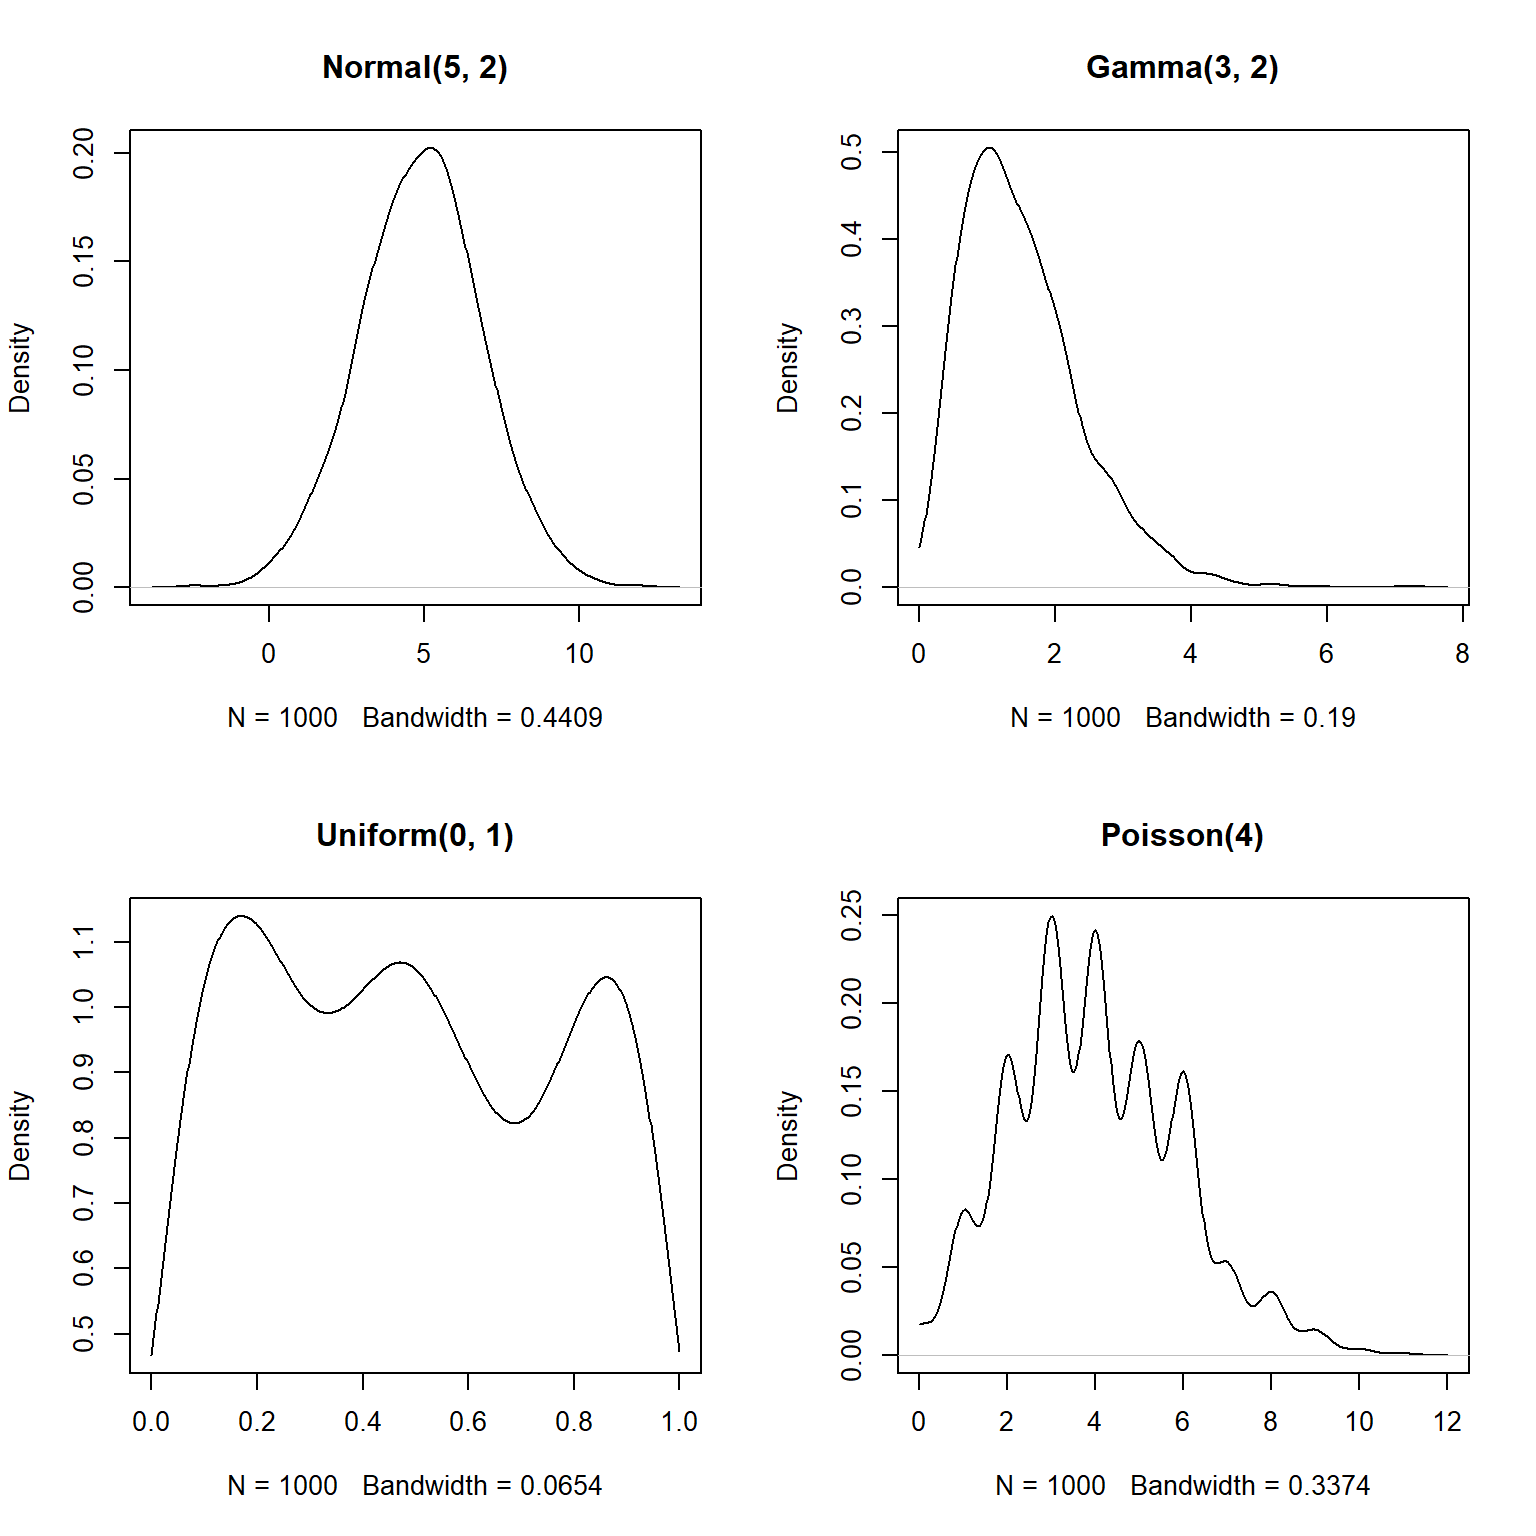 Normal(5, 2)
Density
0.20
0.15
0.10
0.05
0.00
0 5 10
N = 1000 Bandwidth = 0.4409
Gamma(3, 2)
Density
0.5
0.4
0.3
0.2
0.1
0.0
0 2 4 6 8
N = 1000 Bandwidth = 0.19
Uniform(0, 1)
Density
1.1
1.0
0.9
0.8
0.7
0.6
0.5
0.0 0.2 0.4 0.6 0.8 1.0
N = 1000 Bandwidth = 0.0654
Poisson(4)
Density
0.25
0.20
0.15
0.10
0.05
0.00
0 2 4 6 8 10 12
N = 1000 Bandwidth = 0.3374